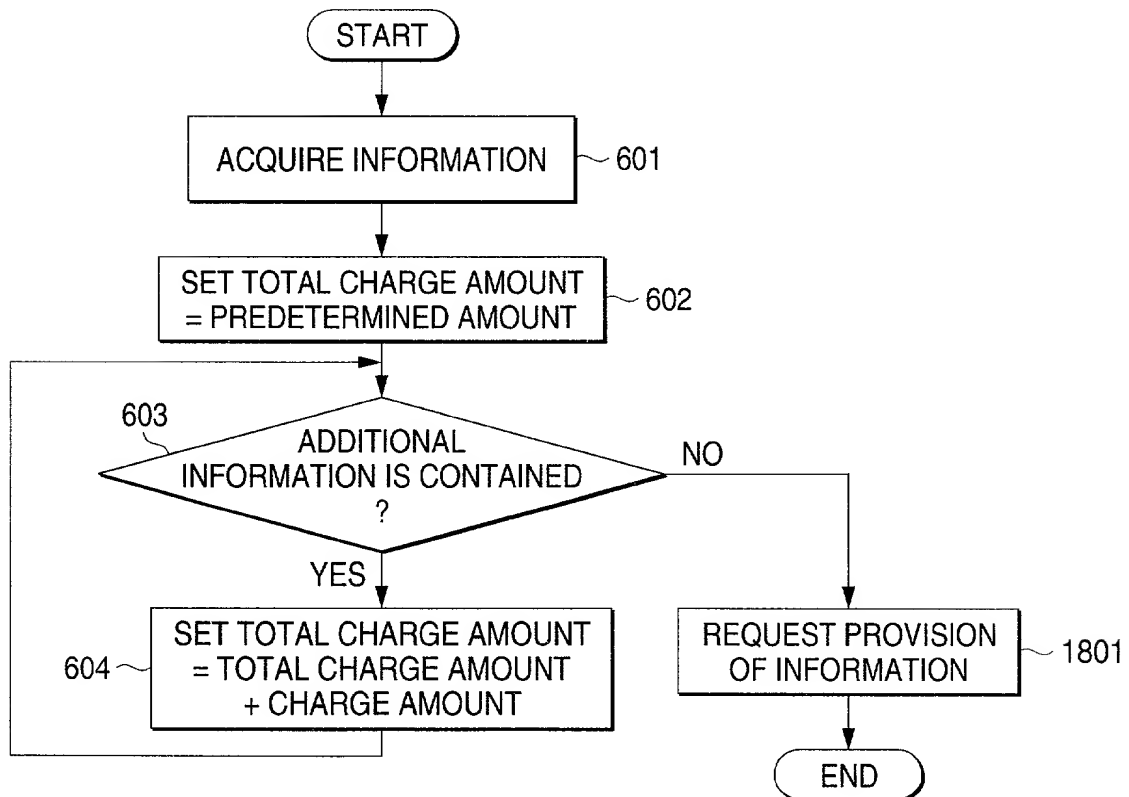 START
ACQUIRE INFORMATION
601
SET TOTAL CHARGE AMOUNT
= PREDETERMINED AMOUNT
602
603
ADDITIONAL
INFORMATION IS CONTAINED
?
NO
YES
604
SET TOTAL CHARGE AMOUNT
= TOTAL CHARGE AMOUNT
+ CHARGE AMOUNT
REQUEST PROVISION
OF INFORMATION
1801
END